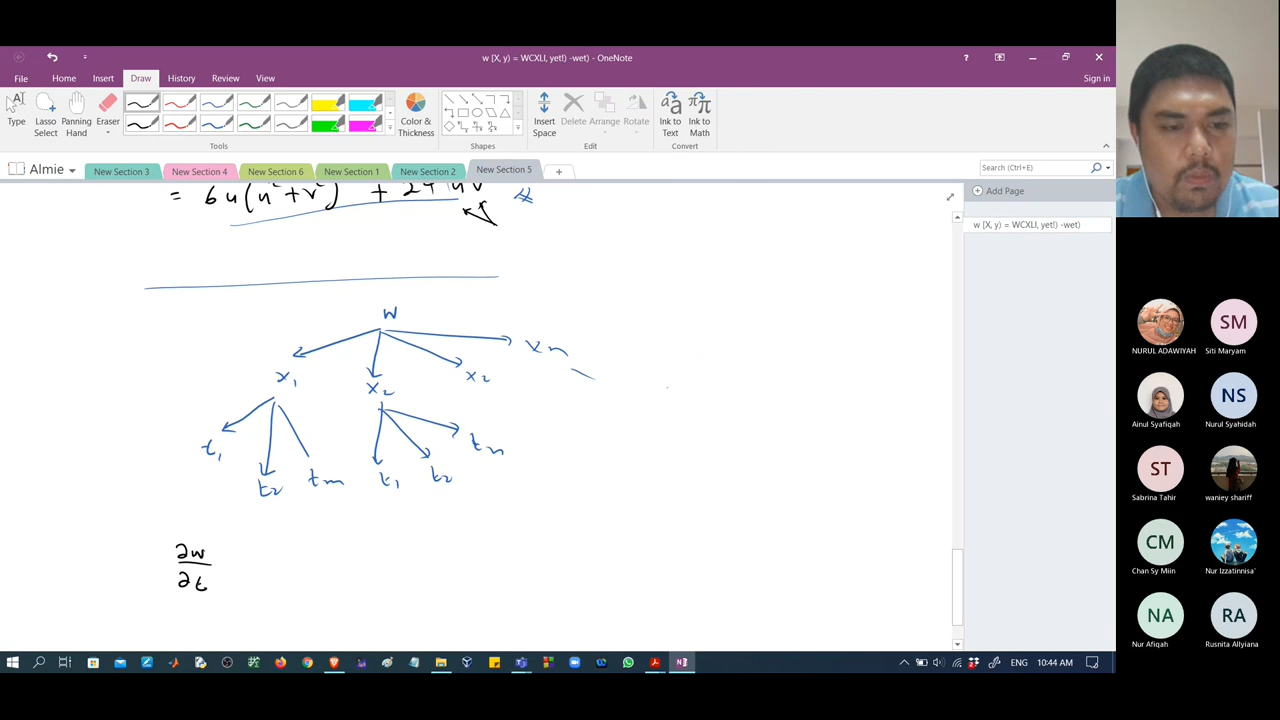 w [X, y) = WCXLI, yet!) -wet) - OneNote
File Home Insert Draw History Review View Sign in
Type Lasso Select Panning Hand Eraser Color & Thickness Insert Space Delete Arrange Rotate Ink to Text Ink to Math
Tools Shapes Edit Convert
Almie New Section 3 New Section 4 New Section 6 New Section 1 New Section 2 New Section 5 Search (Ctrl+E)
Add Page
w [X, y) = WCXLI, yet!) -wet)
= 6u(u²+v²) + 24 uv
w
x₁ x₂ x₂ xₙ
t₁ t₂ tₘ t₁ t₂ tₙ
∂w
∂t
NURUL ADAWIYAH
SM
Siti Maryam
Ainul Syafiqah
NS
Nurul Syahidah
ST
Sabrina Tahir
waniey shariff
CM
Chan Sy Miin
Nur Izzatinnisa'
NA
Nur Afiqah
RA
Rusnita Allyiana
ENG 10:44 AM